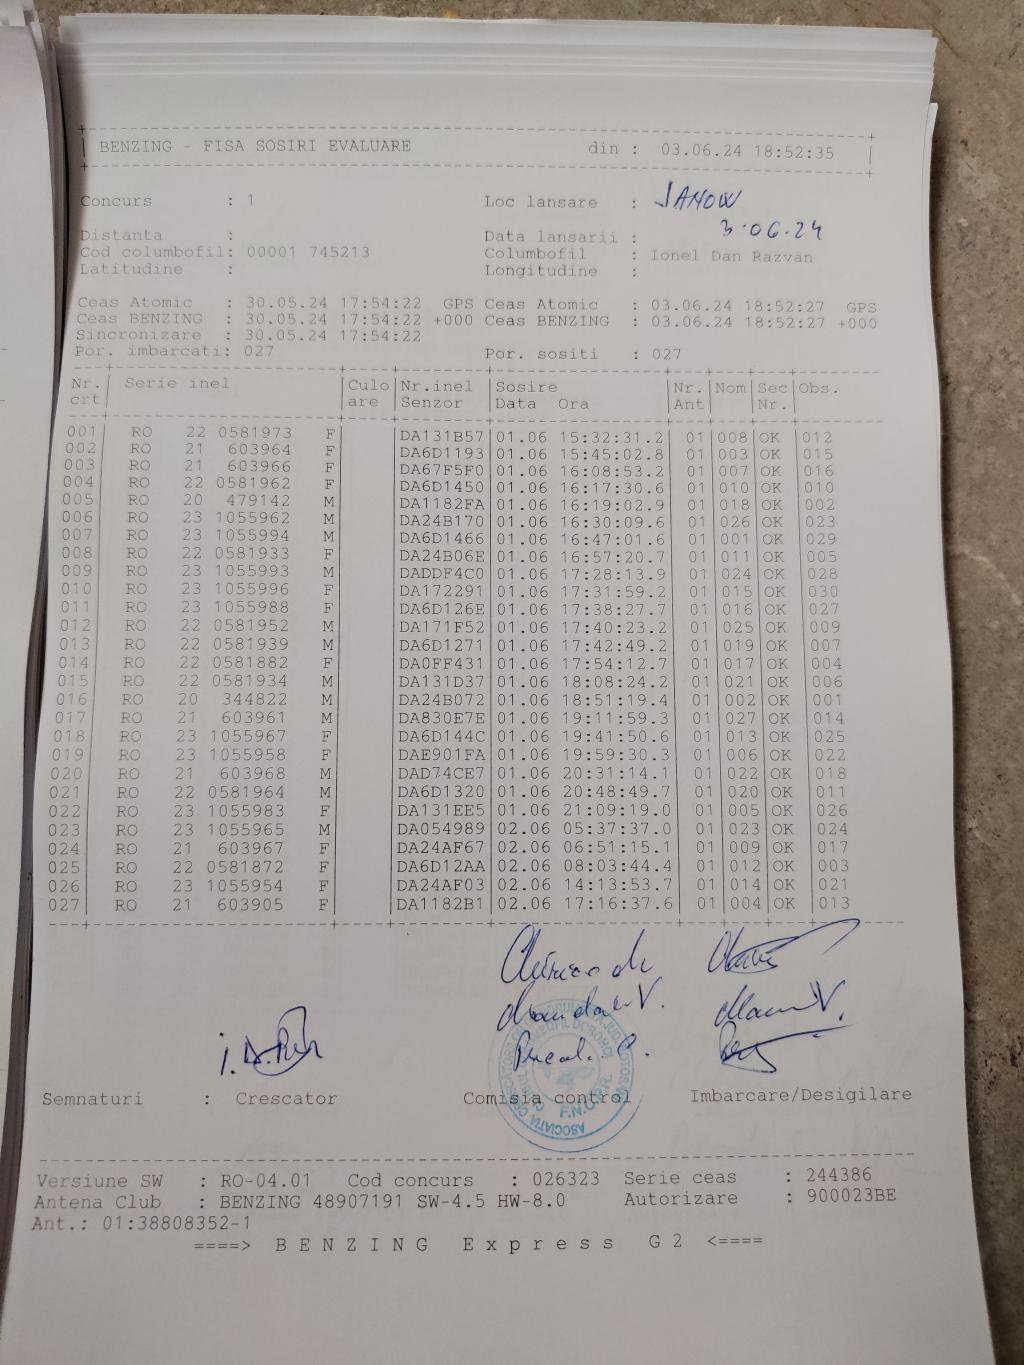 BENZING - FISA SOSIRI EVALUARE din : 03.06.24 18:52:35
Concurs : 1 Loc lansare : JANOW
Distanta : Data lansarii : 3.06.24
Cod columbofil: 00001 745213 Columbofil : Ionel Dan Razvan
Latitudine : Longitudine :
Ceas Atomic : 30.05.24 17:54:22 GPS Ceas Atomic : 03.06.24 18:52:27 GPS
Ceas BENZING : 30.05.24 17:54:22 +000 Ceas BENZING : 03.06.24 18:52:27 +000
Sincronizare : 30.05.24 17:54:22
Por. imbarcati: 027 Por. sositi : 027
Nr. Serie inel Culo Nr.inel Sosire Nr. Nom Sec Obs.
crt are Senzor Data Ora Ant Nr.
001 RO 22 0581973 F DA131B57 01.06 15:32:31.2 01 008 OK 012
002 RO 21 603964 F DA6D1193 01.06 15:45:02.8 01 003 OK 015
003 RO 21 603966 F DA67F5F0 01.06 16:08:53.2 01 007 OK 016
004 RO 22 0581962 F DA6D1450 01.06 16:17:30.6 01 010 OK 010
005 RO 20 479142 M DA1182FA 01.06 16:19:02.9 01 018 OK 002
006 RO 23 1055962 M DA24B170 01.06 16:30:09.6 01 026 OK 023
007 RO 23 1055994 M DA6D1466 01.06 16:47:01.6 01 001 OK 029
008 RO 22 0581933 F DA24B06E 01.06 16:57:20.7 01 011 OK 005
009 RO 23 1055993 M DADDF4C0 01.06 17:28:13.9 01 024 OK 028
010 RO 23 1055996 F DA172291 01.06 17:31:59.2 01 015 OK 030
011 RO 23 1055988 F DA6D126E 01.06 17:38:27.7 01 016 OK 027
012 RO 22 0581952 M DA171F52 01.06 17:40:23.2 01 025 OK 009
013 RO 22 0581939 M DA6D1271 01.06 17:42:49.2 01 019 OK 007
014 RO 22 0581882 F DA0FF431 01.06 17:54:12.7 01 017 OK 004
015 RO 22 0581934 M DA131D37 01.06 18:08:24.2 01 021 OK 006
016 RO 20 344822 M DA24B072 01.06 18:51:19.4 01 002 OK 001
017 RO 21 603961 M DA830E7E 01.06 19:11:59.3 01 027 OK 014
018 RO 23 1055967 F DA6D144C 01.06 19:41:50.6 01 013 OK 025
019 RO 23 1055958 F DAE901FA 01.06 19:59:30.3 01 006 OK 022
020 RO 21 603968 M DAD74CE7 01.06 20:31:14.1 01 022 OK 018
021 RO 22 0581964 M DA6D1320 01.06 20:48:49.7 01 020 OK 011
022 RO 23 1055983 F DA131EE5 01.06 21:09:19.0 01 005 OK 026
023 RO 23 1055965 M DA054989 02.06 05:37:37.0 01 023 OK 024
024 RO 21 603967 F DA24AF67 02.06 06:51:15.1 01 009 OK 017
025 RO 22 0581872 F DA6D12AA 02.06 08:03:44.4 01 012 OK 003
026 RO 23 1055954 F DA24AF03 02.06 14:13:53.7 01 014 OK 021
027 RO 21 603905 F DA1182B1 02.06 17:16:37.6 01 004 OK 013
F.N.C.P.R.
Semnaturi : Crescator Comisia control Imbarcare/Desigilare
Versiune SW : RO-04.01 Cod concurs : 026323 Serie ceas : 244386
Antena Club : BENZING 48907191 SW-4.5 HW-8.0 Autorizare : 900023BE
Ant.: 01:38808352-1
====> BENZING Express G2 <====